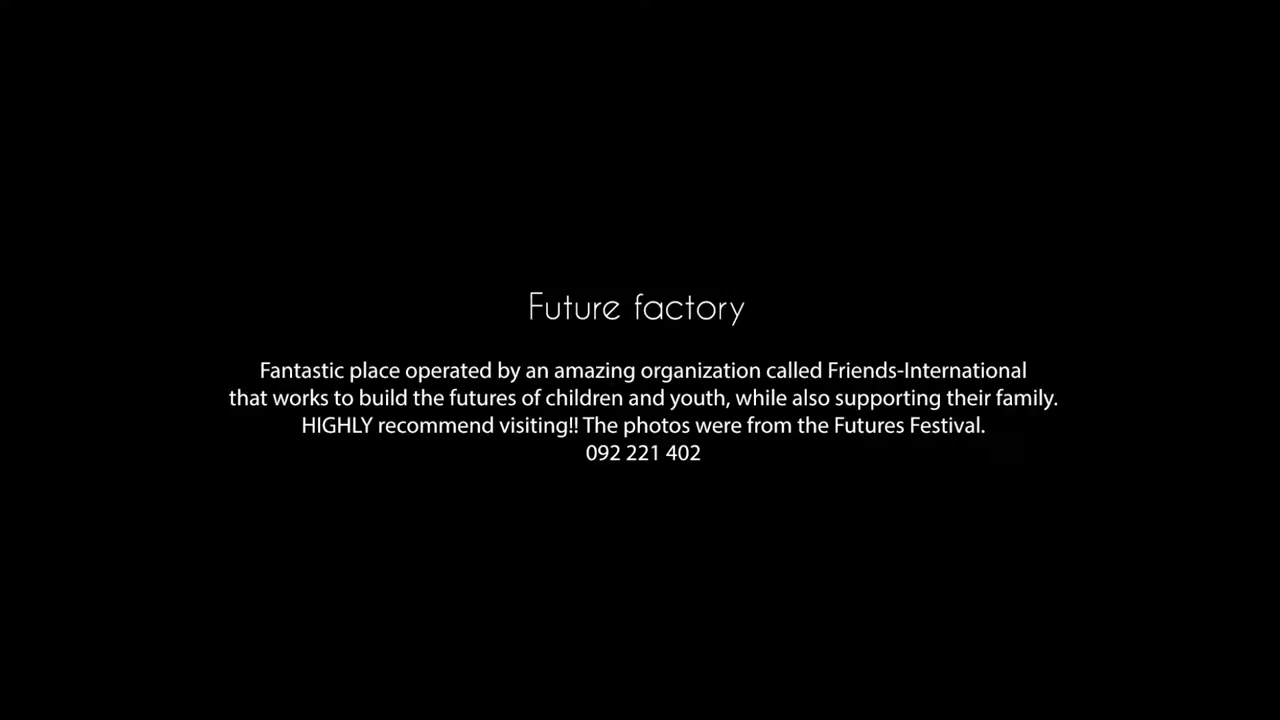 Future factory
Fantastic place operated by an amazing organization called Friends-International
that works to build the futures of children and youth, while also supporting their family.
HIGHLY recommend visiting!! The photos were from the Futures Festival.
092 221 402